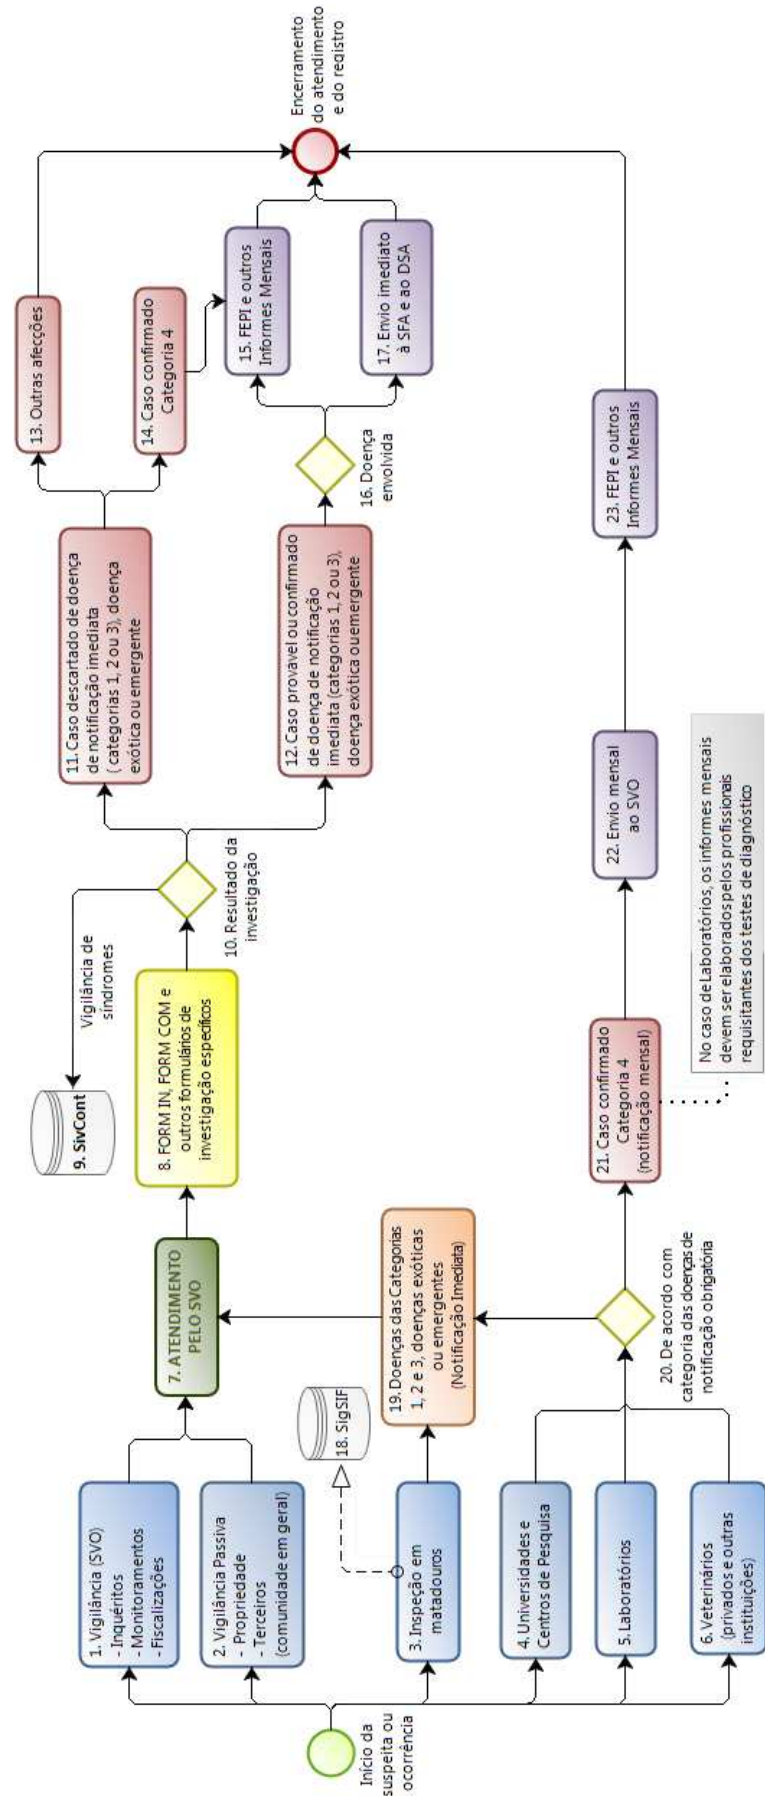 Início da
suspeita ou
ocorrência
1. Vigilância (SVO)
- Inquéritos
- Monitoramentos
- Fiscalizações
2. Vigilância Passiva
- Propriedade
- Terceiros
(comunidade em geral)
3. Inspeção em
matadouros
4. Universidades e
Centros de Pesquisa
5. Laboratórios
6. Veterinários
(privados e outras
instituições)
7. ATENDIMENTO
PELO SVO
18. SigSIF
19. Doenças das Categorias
1, 2 e 3, doenças exóticas
ou emergentes
(Notificação Imediata)
20. De acordo com
categoria das doenças de
notificação obrigatória
8. FORM IN, FORM COM e
outros formulários de
investigação específicos
9. SivCont
Vigilância de
síndromes
10. Resultado da
investigação
11. Caso descartado de doença
de notificação imediata
( categorias 1, 2 ou 3), doença
exótica ou emergente
12. Caso provável ou confirmado
de doença de notificação
imediata (categorias 1, 2 ou 3),
doença exótica ou emergente
13. Outras afecções
14. Caso confirmado
Categoria 4
15. FEPI e outros
Informes Mensais
16. Doença
envolvida
17. Envio imediato
à SFA e ao DSA
21. Caso confirmado
Categoria 4
(notificação mensal)
No caso de Laboratórios, os informes mensais
devem ser elaborados pelos profissionais
requisitantes dos testes de diagnóstico
22. Envio mensal
ao SVO
23. FEPI e outros
Informes Mensais
Encerramento
do atendimento
e do registro